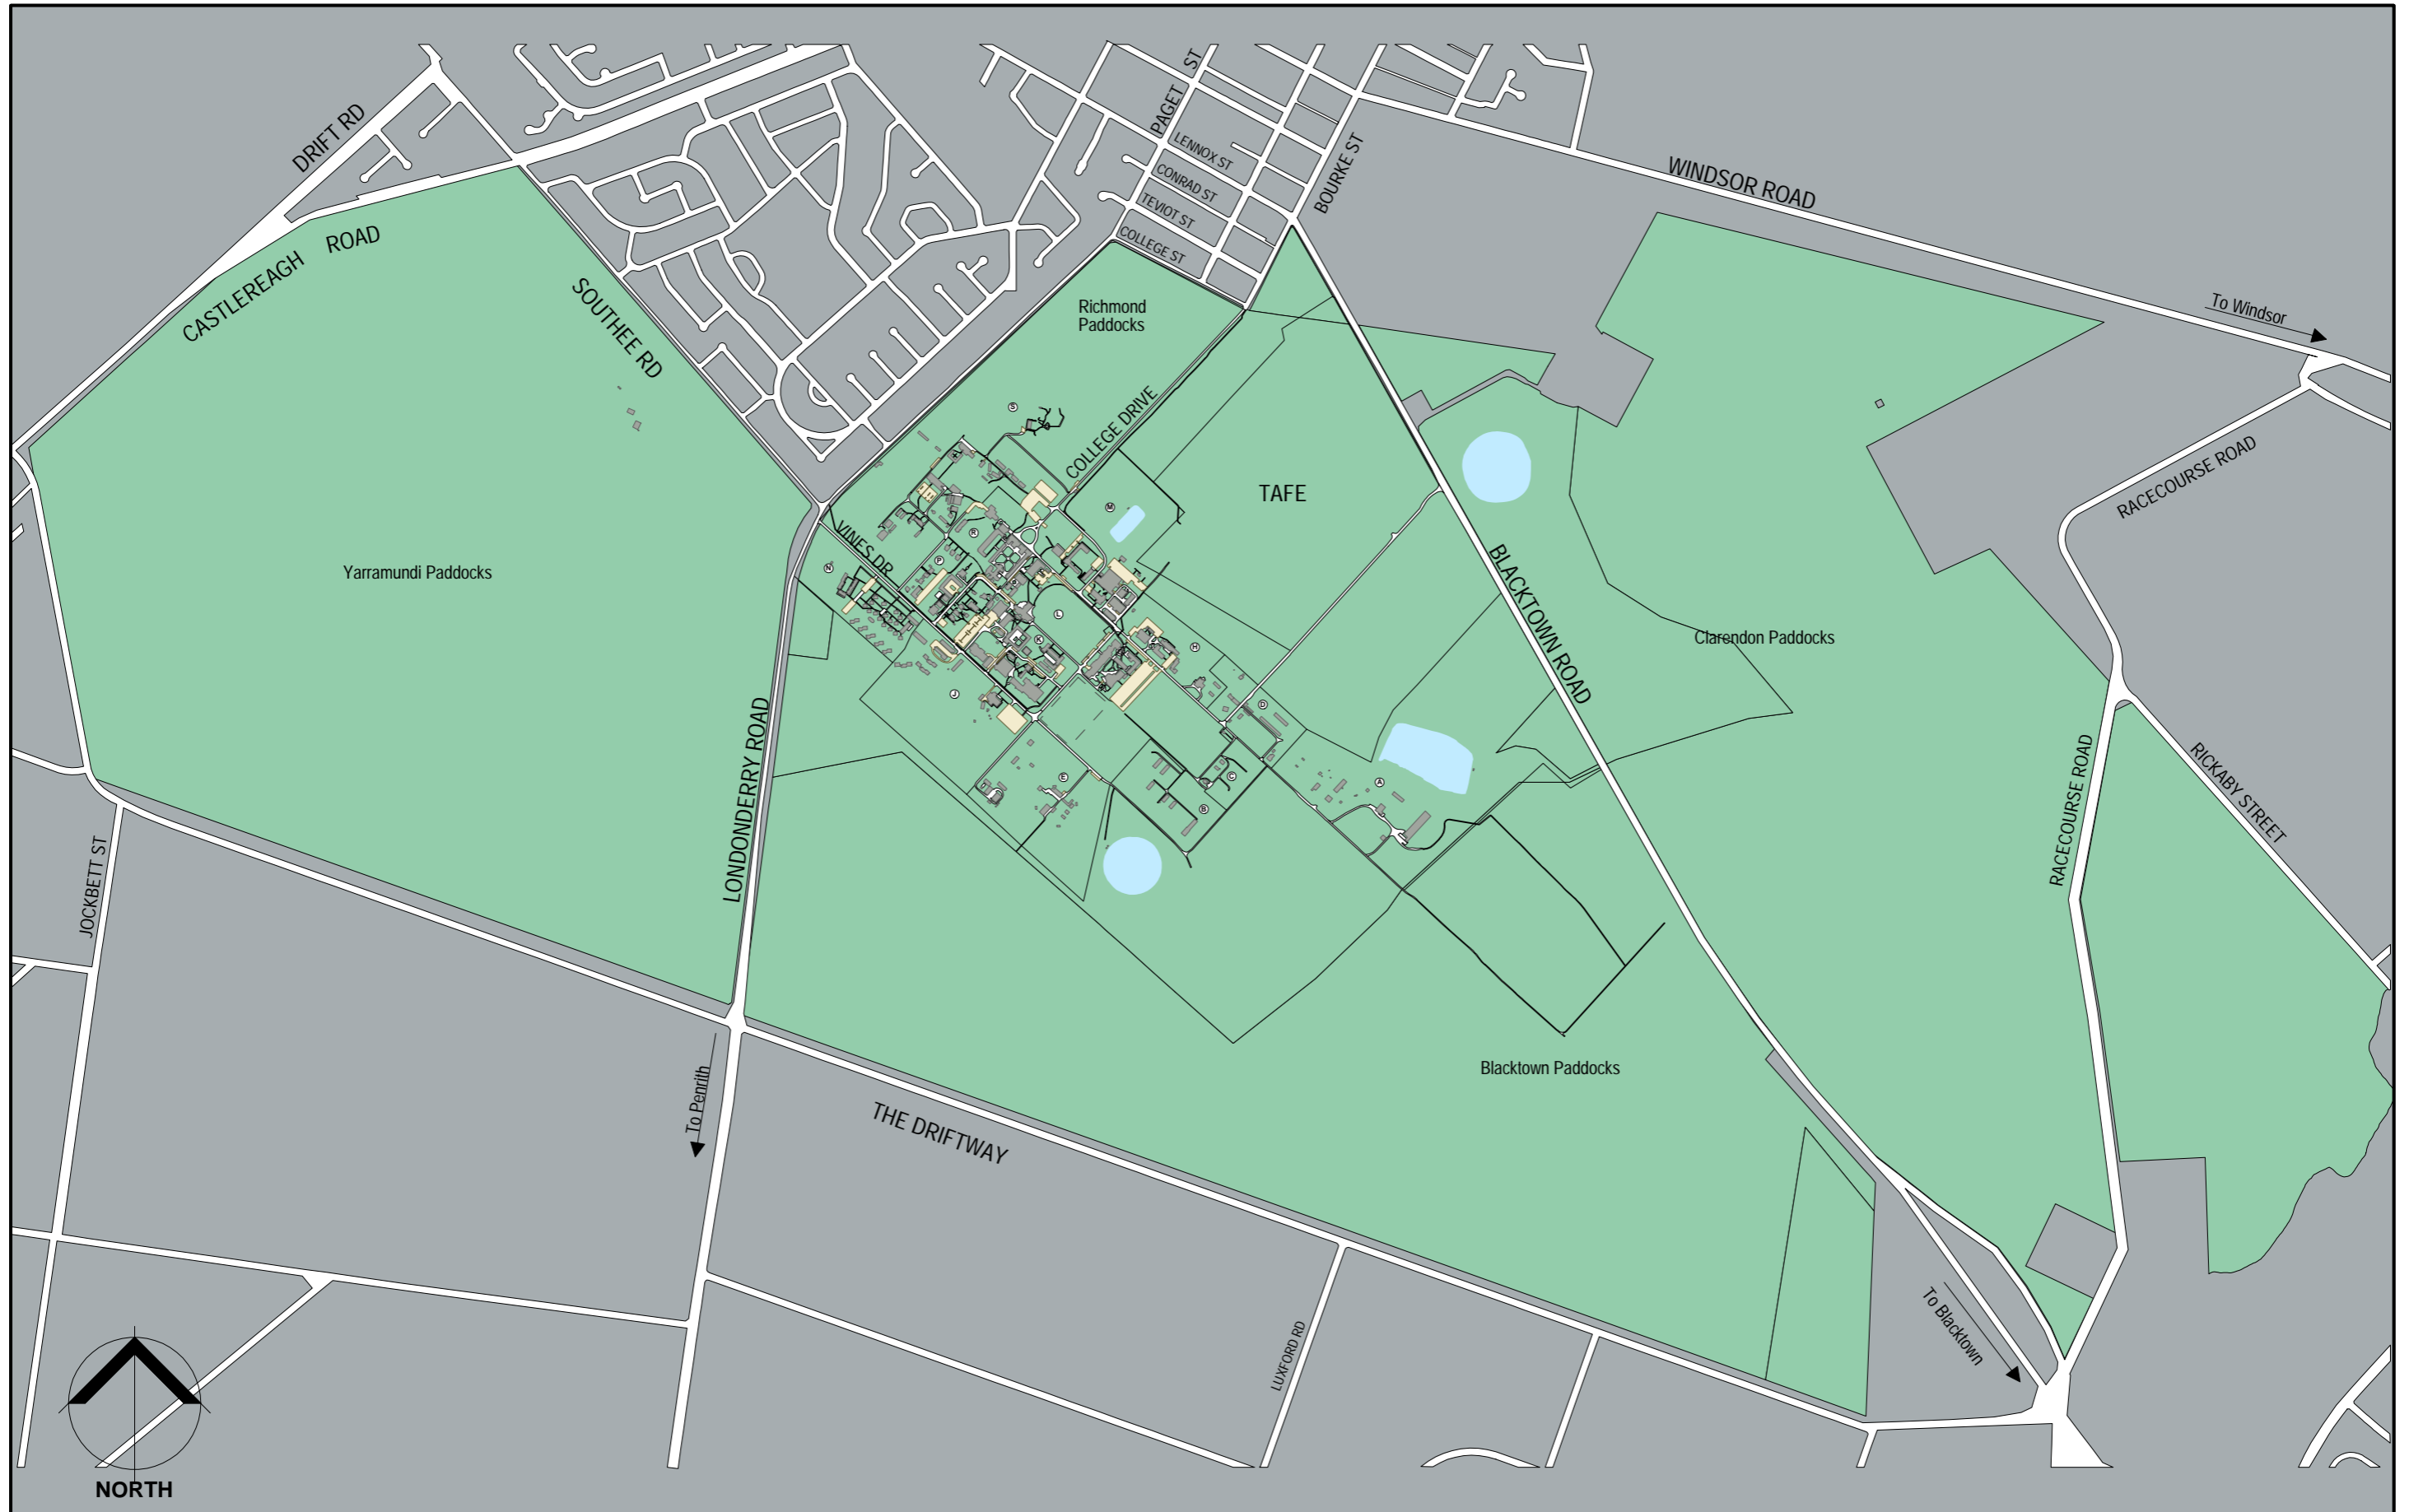 DRIFT RD
PAGET ST
LENNOX ST
CONRAD ST
TEVIOT ST
COLLEGE ST
BOURKE ST
WINDSOR ROAD
To Windsor
CASTLEREAGH ROAD
SOUTHEE RD
Richmond
Paddocks
COLLEGE DRIVE
TAFE
RACECOURSE ROAD
S
M
R
VINES DR
P
N
Q
L
K
H
J
D
E
C
B
A
Yarramundi Paddocks
BLACKTOWN ROAD
Clarendon Paddocks
LONDONDERRY ROAD
JOCKBETT ST
RACECOURSE ROAD
RICKABY STREET
Blacktown Paddocks
To Penrith
THE DRIFTWAY
LUXFORD RD
To Blacktown
NORTH